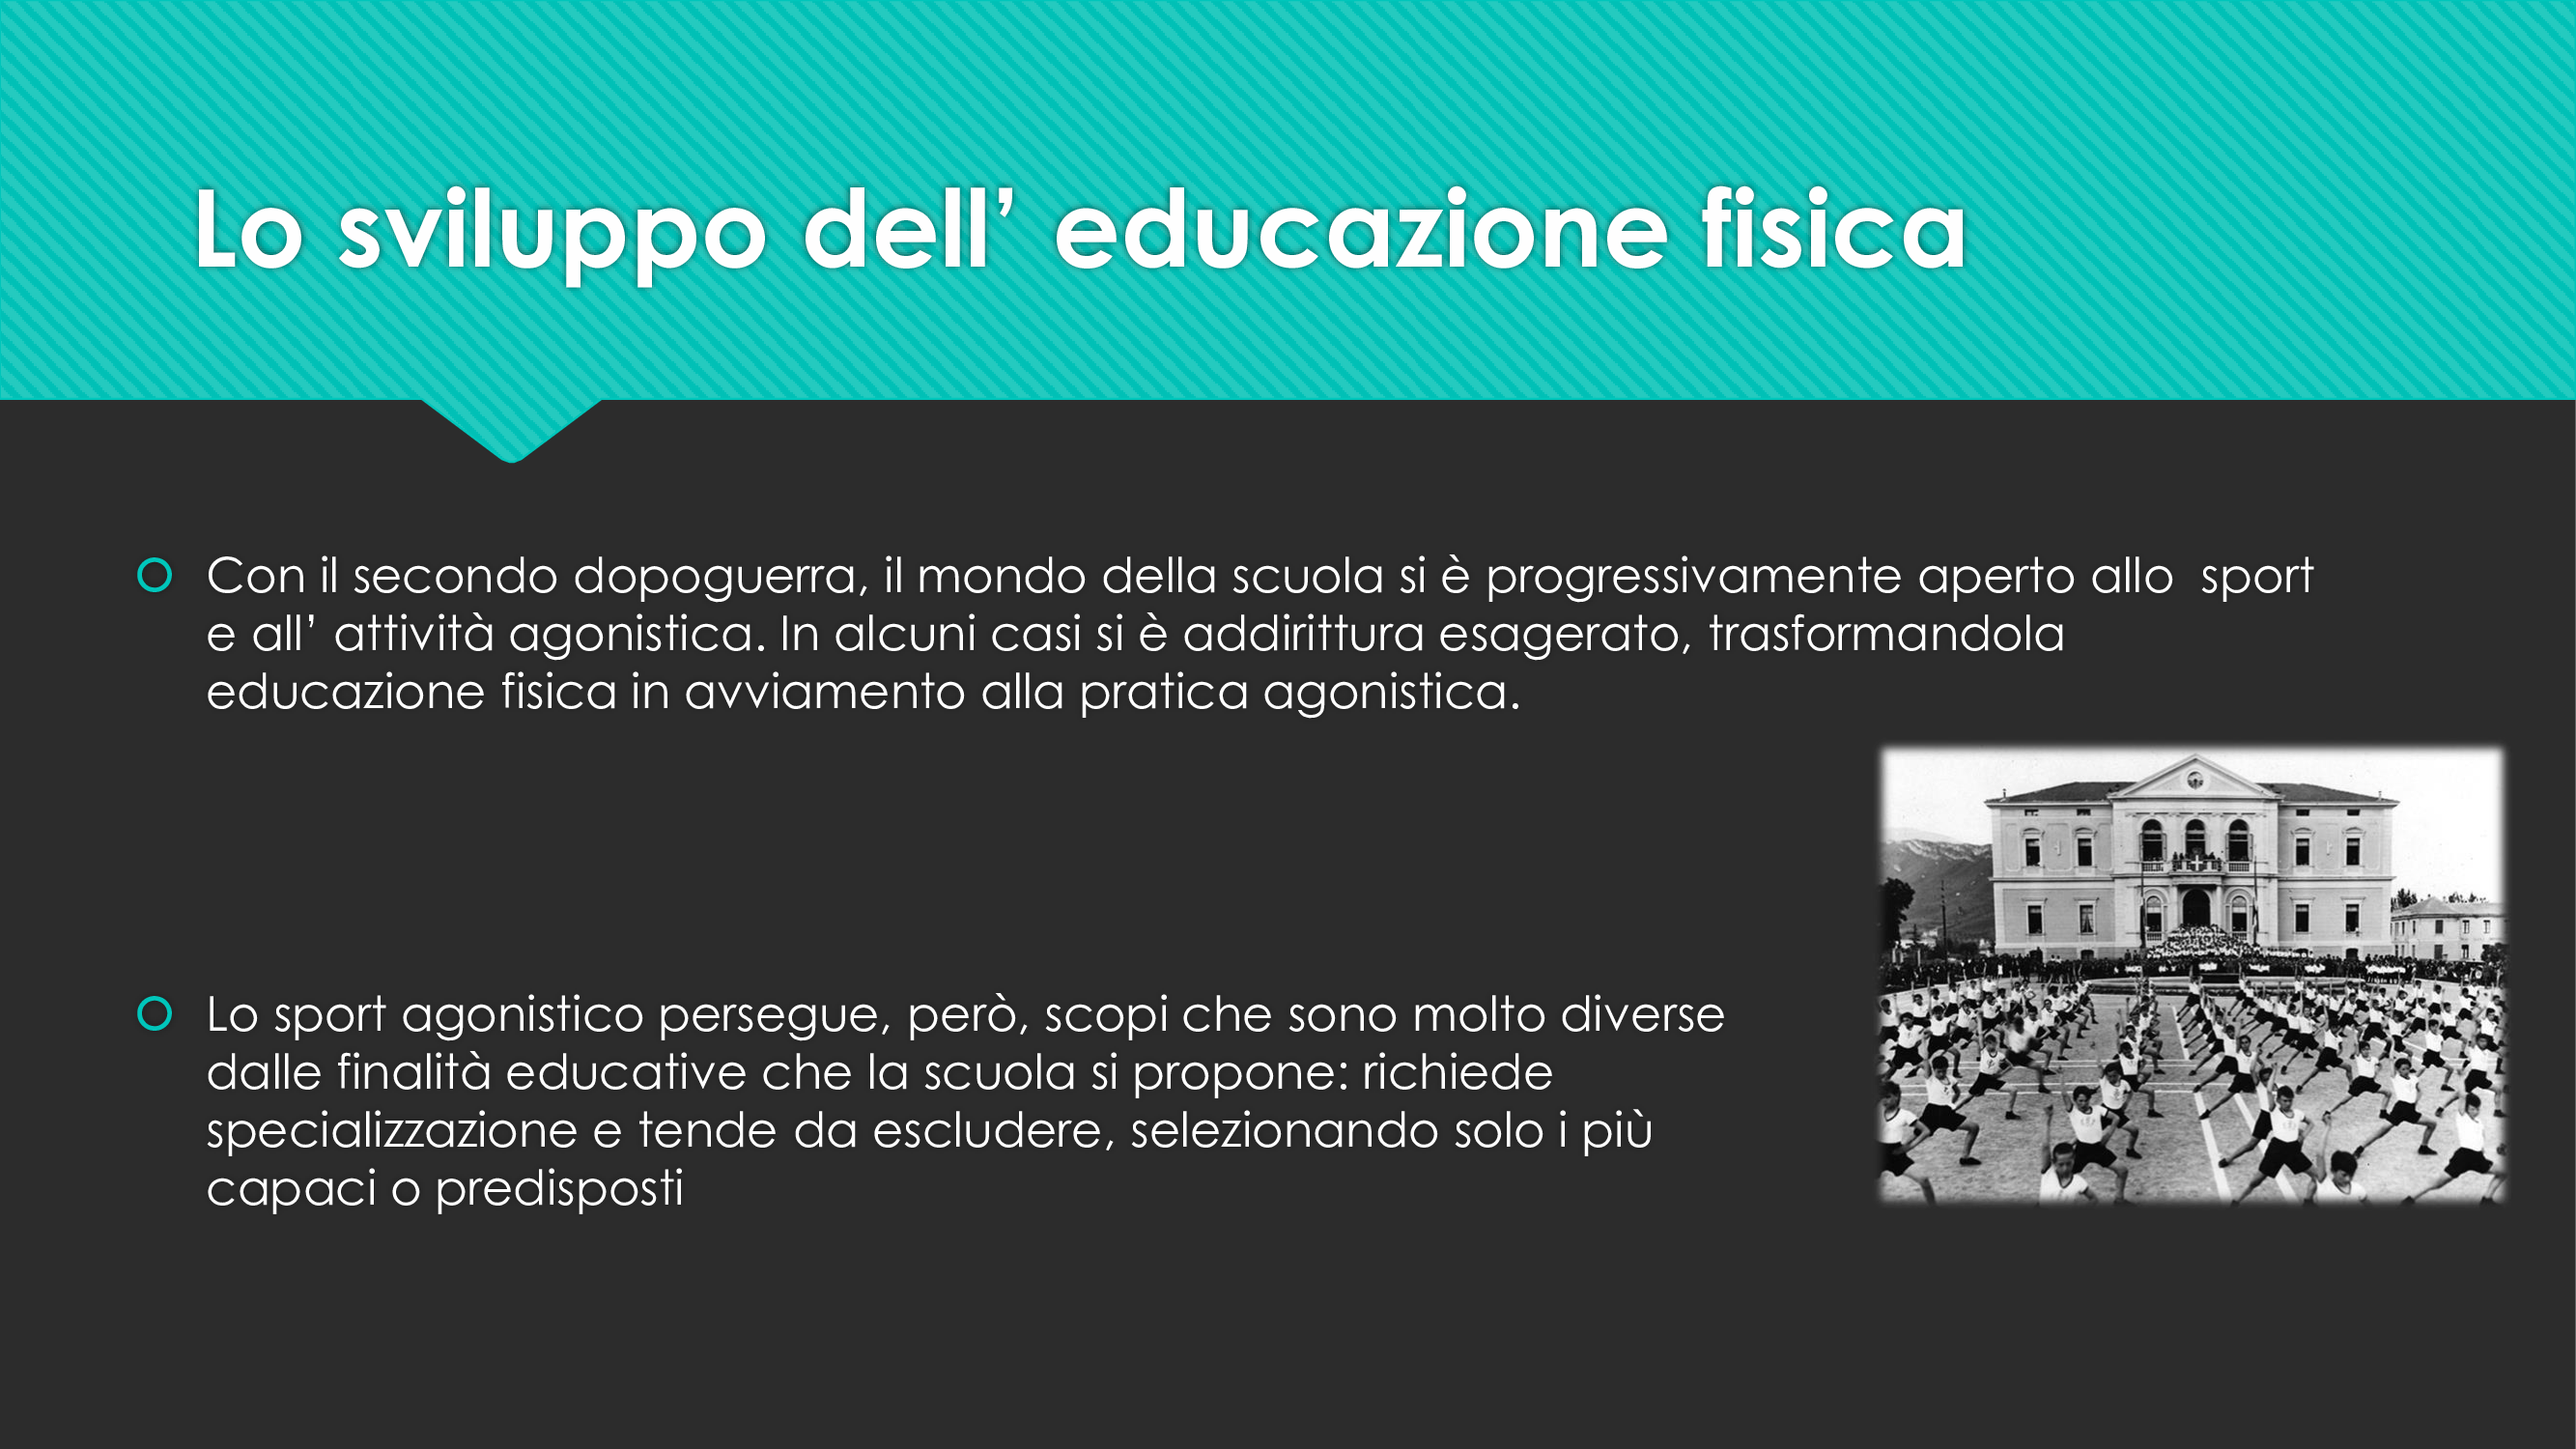 Lo sviluppo dell’ educazione fisica
Con il secondo dopoguerra, il mondo della scuola si è progressivamente aperto allo  sport
e all’ attività agonistica. In alcuni casi si è addirittura esagerato, trasformandola
educazione fisica in avviamento alla pratica agonistica.
Lo sport agonistico persegue, però, scopi che sono molto diverse
dalle finalità educative che la scuola si propone: richiede
specializzazione e tende da escludere, selezionando solo i più
capaci o predisposti